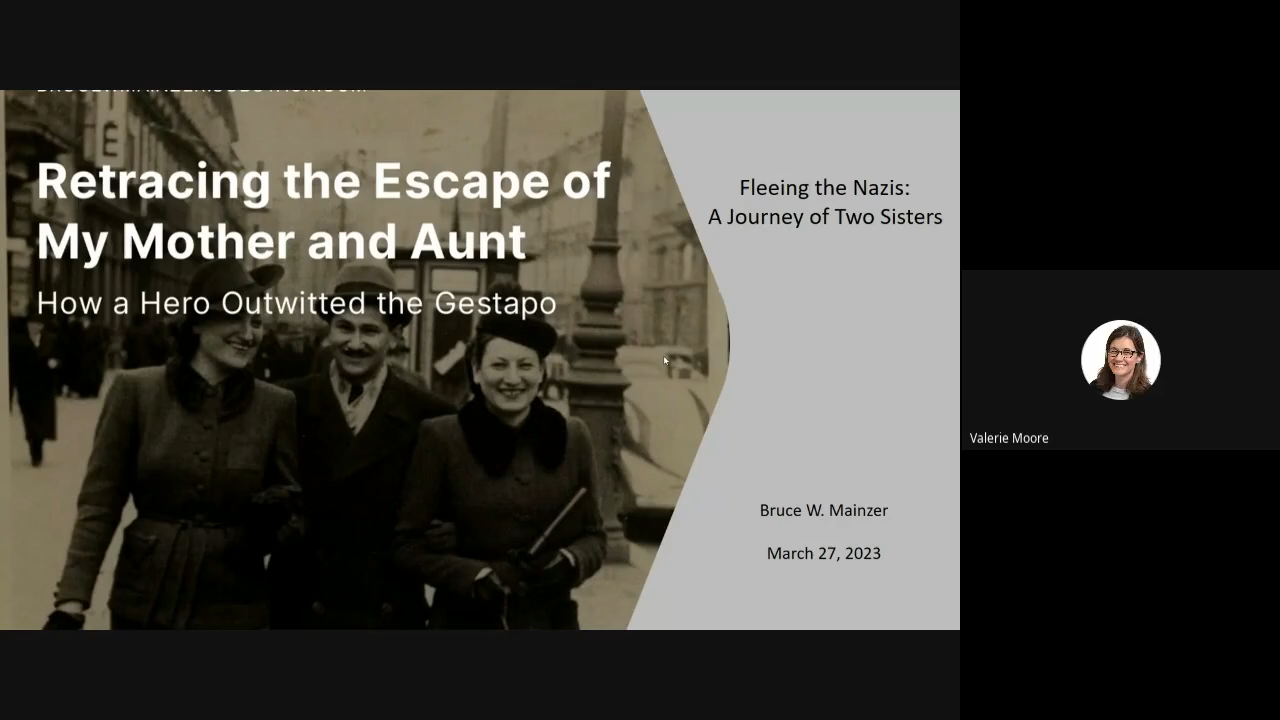 Retracing the Escape of
My Mother and Aunt
How a Hero Outwitted the Gestapo
Fleeing the Nazis:
A Journey of Two Sisters
Bruce W. Mainzer
March 27, 2023
Valerie Moore